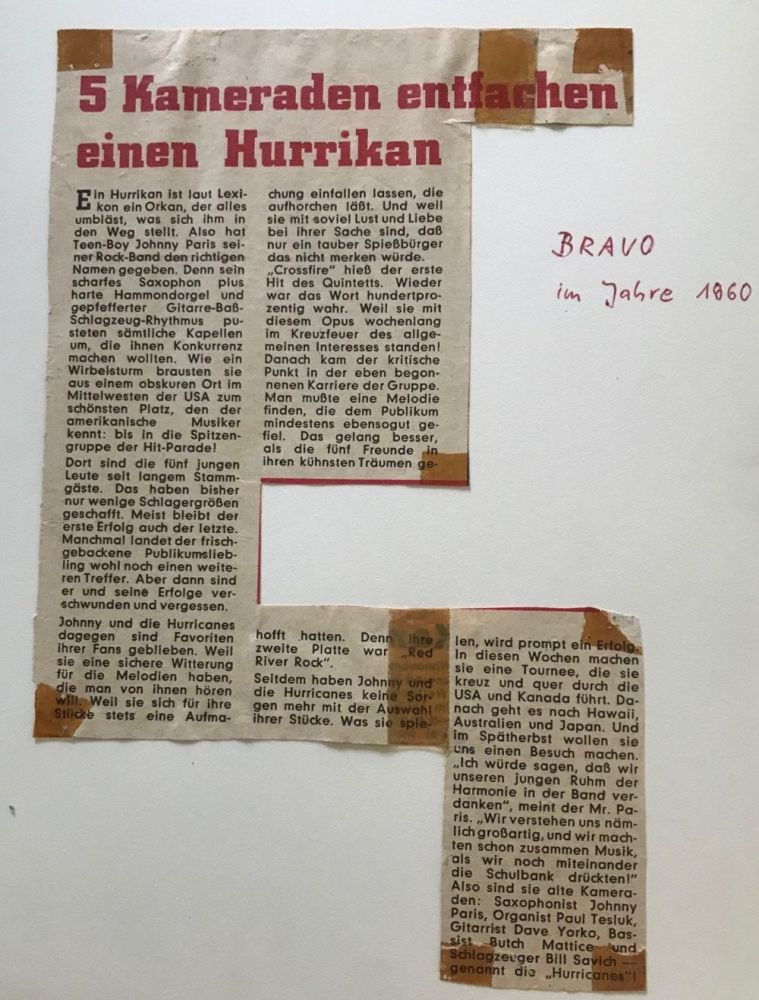 5 Kameraden entfachen
einen Hurrikan
Ein Hurrikan ist laut Lexi-
kon ein Orkan, der alles
umbläst, was sich ihm in
den Weg stellt. Also hat
Teen-Boy Johnny Paris sei-
ner Rock-Band den richtigen
Namen gegeben. Denn sein
scharfes Saxophon plus
harte Hammondorgel und
gepfefferter Gitarre-Baß-
Schlagzeug-Rhythmus pu-
steten sämtliche Kapellen
um, die ihnen Konkurrenz
machen wollten. Wie ein
Wirbelsturm brausten sie
aus einem obskuren Ort im
Mittelwesten der USA zum
schönsten Platz, den der
amerikanische Musiker
kennt: bis in die Spitzen-
gruppe der Hit-Parade!
Dort sind die fünf jungen
Leute seit langem Stamm-
gäste. Das haben bisher
nur wenige Schlagergrößen
geschafft. Meist bleibt der
erste Erfolg auch der letzte.
Manchmal landet der frisch-
gebackene Publikumslieb-
ling wohl noch einen weite-
ren Treffer. Aber dann sind
er und seine Erfolge ver-
schwunden und vergessen.
Johnny und die Hurricanes
dagegen sind Favoriten
ihrer Fans geblieben. Weil
sie eine sichere Witterung
für die Melodien haben,
die man von ihnen hören
will. Weil sie sich für ihre
Stücke stets eine Aufma-
chung einfallen lassen, die
aufhorchen läßt. Und weil
sie mit soviel Lust und Liebe
bei ihrer Sache sind, daß
nur ein tauber Spießbürger
das nicht merken würde.
„Crossfire“ hieß der erste
Hit des Quintetts. Wieder
war das Wort hundertpro-
zentig wahr. Weil sie mit
diesem Opus wochenlang
im Kreuzfeuer des allge-
meinen Interesses standen!
Danach kam der kritische
Punkt in der eben begon-
nenen Karriere der Gruppe.
Man mußte eine Melodie
finden, die dem Publikum
mindestens ebensogut ge-
fiel. Das gelang besser,
als die fünf Freunde in
ihren kühnsten Träumen ge-
hofft hatten. Denn ihre
zweite Platte war „Red
River Rock“.
Seitdem haben Johnny und
die Hurricanes keine Sor-
gen mehr mit der Auswahl
ihrer Stücke. Was sie spie-
len, wird prompt ein Erfolg.
In diesen Wochen machen
sie eine Tournee, die sie
kreuz und quer durch die
USA und Kanada führt. Da-
nach geht es nach Hawaii,
Australien und Japan. Und
im Spätherbst wollen sie
uns einen Besuch machen.
„Ich würde sagen, daß wir
unseren jungen Ruhm der
Harmonie in der Band ver-
danken“, meint der Mr. Pa-
ris. „Wir verstehen uns näm-
lich großartig, und wir mach-
ten schon zusammen Musik,
als wir noch miteinander
die Schulbank drückten!“
Also sind sie alte Kamera-
den: Saxophonist Johnny
Paris, Organist Paul Tesluk,
Gitarrist Dave Yorko, Bas-
sist Butch Mattice und
Schlagzeuger Bill Savich —
genannt die „Hurricanes“!
BRAVO
im Jahre 1960